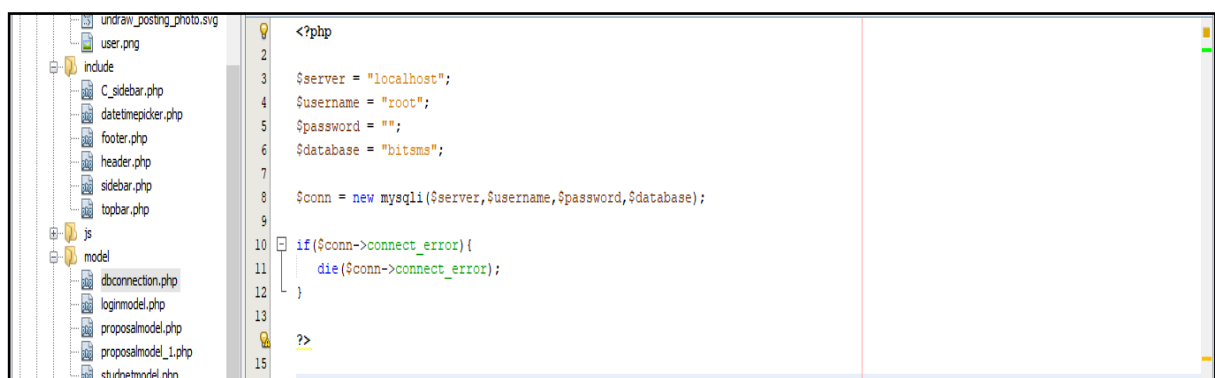 undraw_posting_photo.svg
user.png
include
C_sidebar.php
datetimepicker.php
footer.php
header.php
sidebar.php
topbar.php
js
model
dbconnection.php
loginmodel.php
proposalmodel.php
proposalmodel_1.php
studnetmodel.php
<?php
2
3 $server = "localhost";
4 $username = "root";
5 $password = "";
6 $database = "bitsms";
7
8 $conn = new mysqli($server,$username,$password,$database);
9
10 if($conn->connect_error){
11 die($conn->connect_error);
12 }
13
?>
15